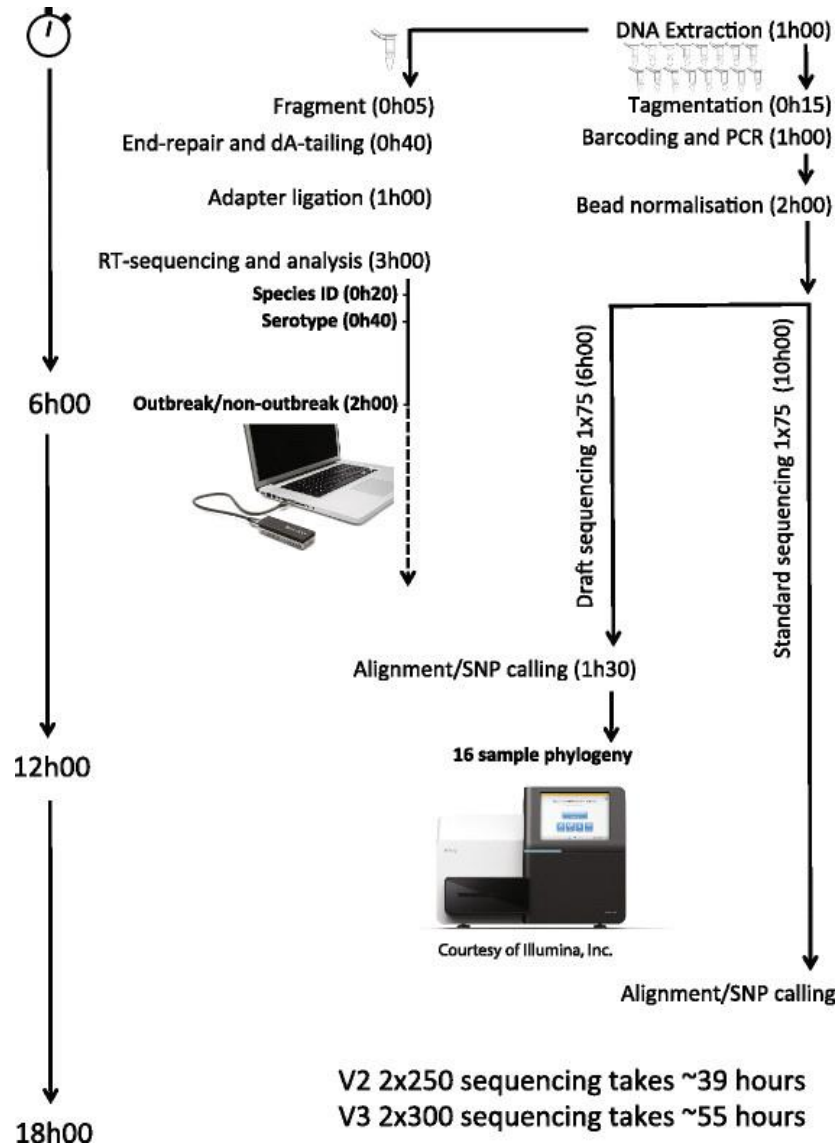 DNA Extraction (1h00)
Fragment (0h05)
End-repair and dA-tailing (0h40)
Adapter ligation (1h00)
RT-sequencing and analysis (3h00)
Species ID (0h20)
Serotype (0h40)
Outbreak/non-outbreak (2h00)
Tagmentation (0h15)
Barcoding and PCR (1h00)
Bead normalisation (2h00)
Draft sequencing 1x75 (6h00)
Standard sequencing 1x75 (10h00)
Alignment/SNP calling (1h30)
16 sample phylogeny
Courtesy of Illumina, Inc.
Alignment/SNP calling
6h00
12h00
18h00
V2 2x250 sequencing takes ~39 hours
V3 2x300 sequencing takes ~55 hours